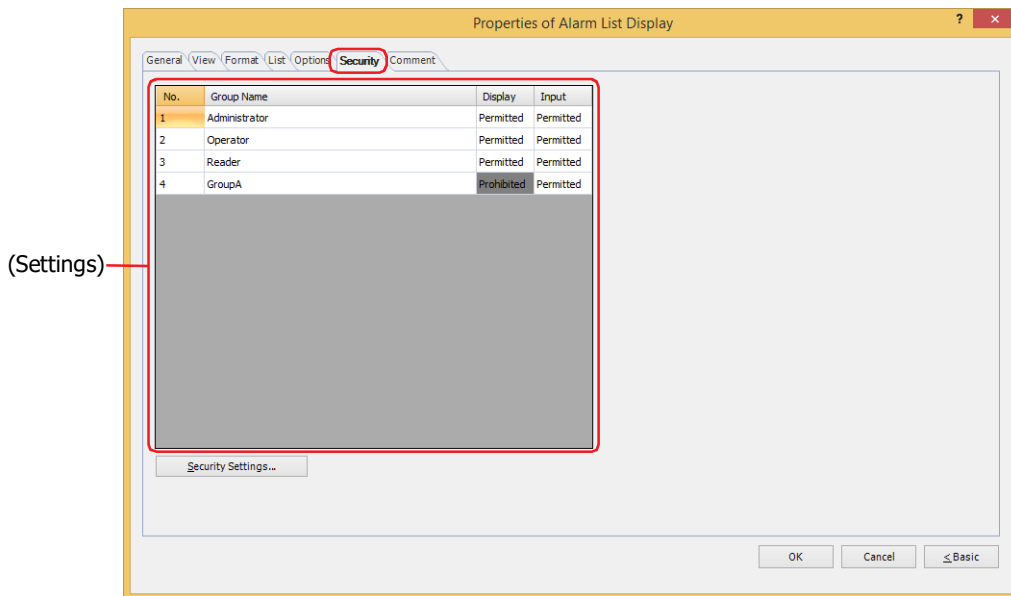 Properties of Alarm List Display
?
×
General View Format List Options Security Comment
No. Group Name Display Input
1 Administrator Permitted Permitted
2 Operator Permitted Permitted
3 Reader Permitted Permitted
4 GroupA Prohibited Permitted
(Settings)
Security Settings...
OK Cancel < Basic